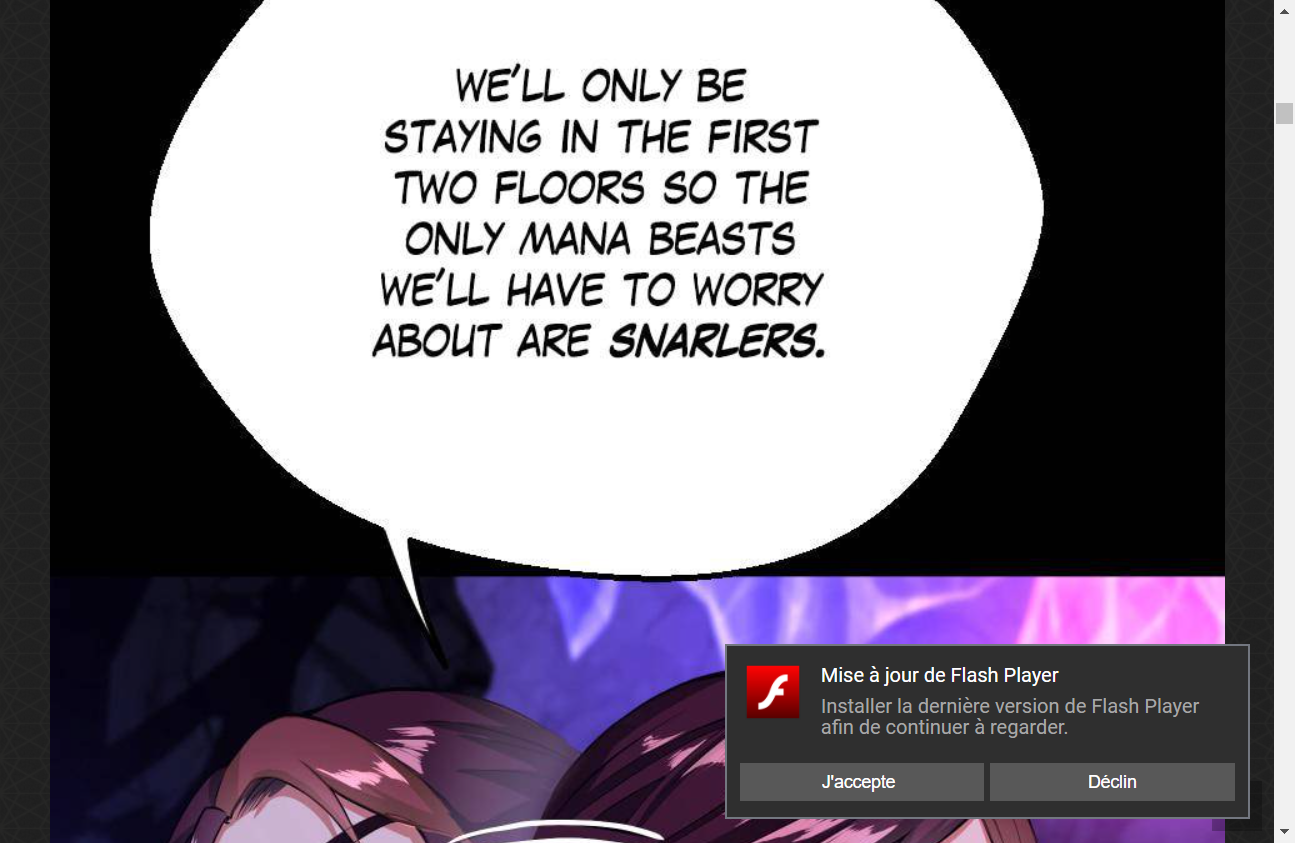 WE'LL ONLY BE
STAYING IN THE FIRST
TWO FLOORS SO THE
ONLY MANA BEASTS
WE'LL HAVE TO WORRY
ABOUT ARE SNARLERS.
Mise à jour de Flash Player
Installer la dernière version de Flash Player
afin de continuer à regarder.
J'accepte
Déclin